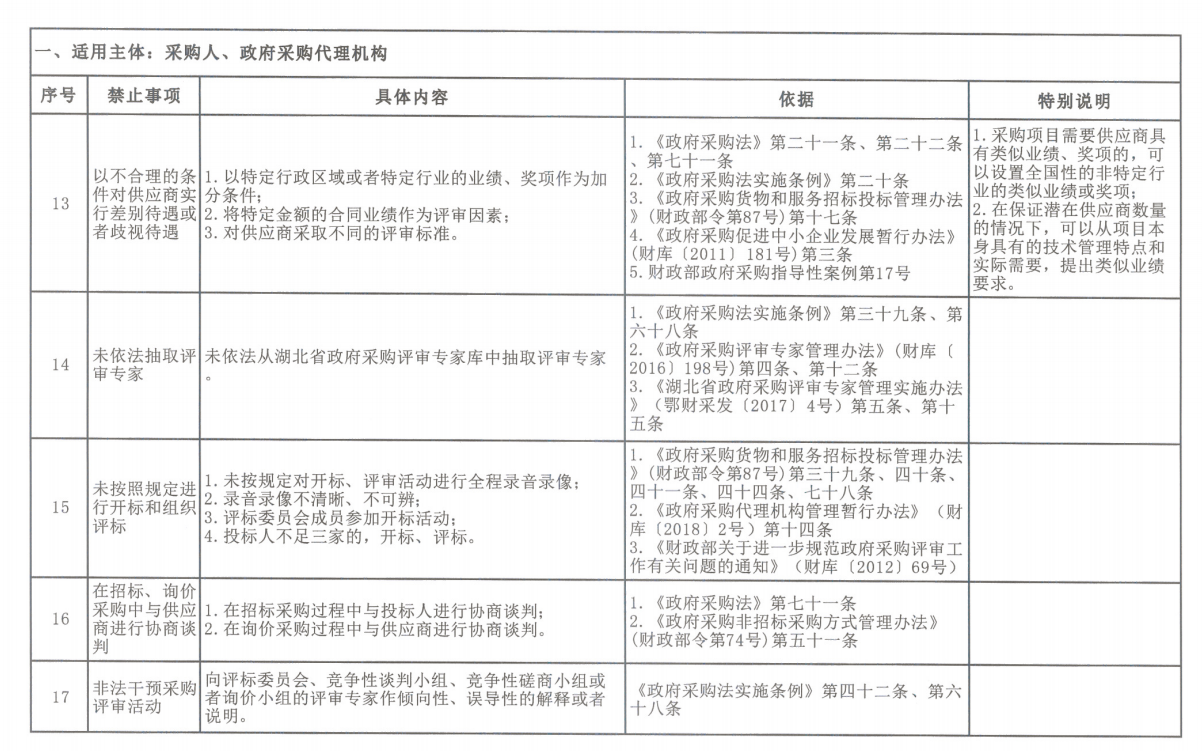 一、适用主体：采购人、政府采购代理机构
序号
禁止事项
具体内容
依据
特别说明
13
以不合理的条
件对供应商实
行差别待遇或
者歧视待遇
1. 以特定行政区域或者特定行业的业绩、奖项作为加
分条件；
2. 将特定金额的合同业绩作为评审因素；
3. 对供应商采取不同的评审标准。
1. 《政府采购法》第二十一条、第二十二条
、第七十一条
2. 《政府采购法实施条例》第二十条
3. 《政府采购货物和服务招标投标管理办法
》(财政部令第87号)第十七条
4. 《政府采购促进中小企业发展暂行办法》
(财库〔2011〕181号)第三条
5. 财政部政府采购指导性案例第17号
1. 采购项目需要供应商具
有类似业绩、奖项的，可
以设置全国性的非特定行
业的类似业绩或奖项；
2. 在保证潜在供应商数量
的情况下，可以从项目本
身具有的技术管理特点和
实际需要，提出类似业绩
要求。
14
未依法抽取评
审专家
未依法从湖北省政府采购评审专家库中抽取评审专家
。
1. 《政府采购法实施条例》第三十九条、第
六十八条
2. 《政府采购评审专家管理办法》(财库〔
2016〕198号)第四条、第十二条
3. 《湖北省政府采购评审专家管理实施办法
》（鄂财采发〔2017〕4号）第五条、第十
五条
15
未按照规定进
行开标和组织
评标
1. 未按规定对开标、评审活动进行全程录音录像；
2. 录音录像不清晰、不可辨；
3. 评标委员会成员参加开标活动；
4. 投标人不足三家的，开标、评标。
1. 《政府采购货物和服务招标投标管理办法
》(财政部令第87号)第三十九条、四十条、
四十一条、四十四条、七十八条
2. 《政府采购代理机构管理暂行办法》（财
库〔2018〕2号）第十四条
3. 《财政部关于进一步规范政府采购评审工
作有关问题的通知》（财库〔2012〕69号）
16
在招标、询价
采购中与供应
商进行协商谈
判
1. 在招标采购过程中与投标人进行协商谈判；
2. 在询价采购过程中与供应商进行协商谈判。
1. 《政府采购法》第七十一条
2. 《政府采购非招标采购方式管理办法》
(财政部令第74号)第五十一条
17
非法干预采购
评审活动
向评标委员会、竞争性谈判小组、竞争性磋商小组或
者询价小组的评审专家作倾向性、误导性的解释或者
说明。
《政府采购法实施条例》第四十二条、第六
十八条